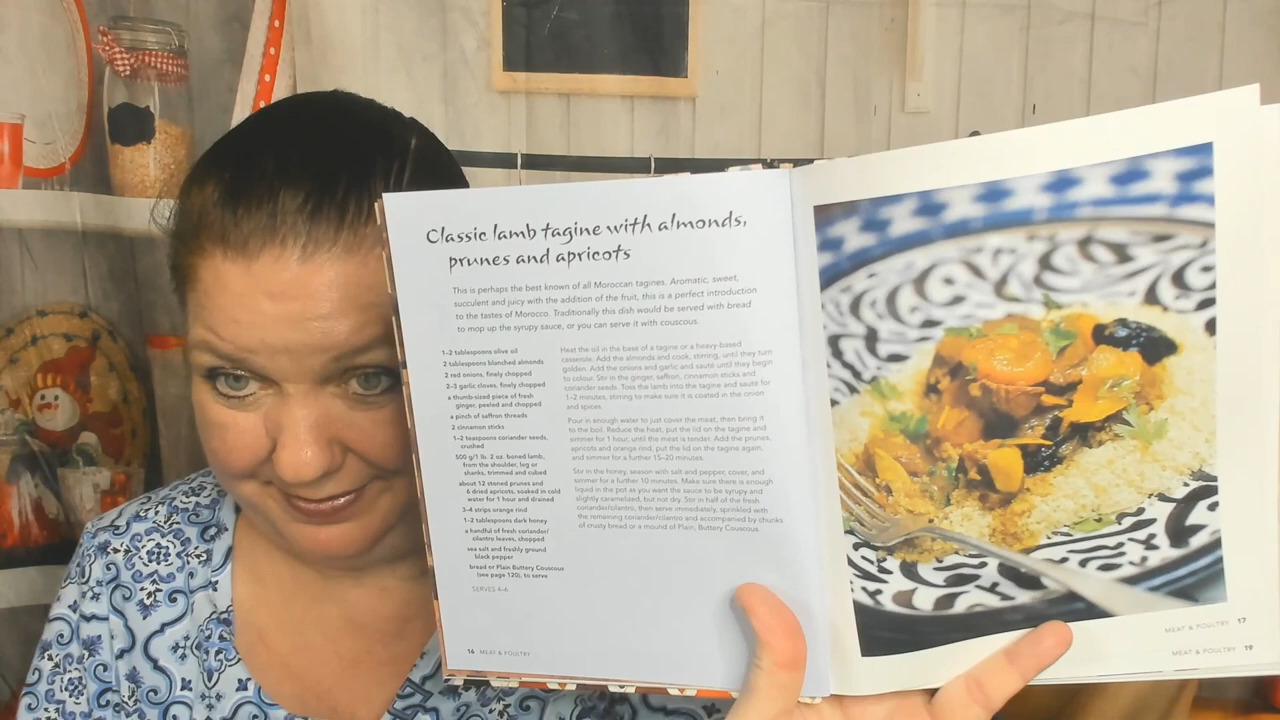 Classic lamb tagine with almonds,
prunes and apricots
This is perhaps the best known of all Moroccan tagines. Aromatic, sweet,
succulent and juicy with the addition of the fruit, this is a perfect introduction
to the tastes of Morocco. Traditionally this dish would be served with bread
to mop up the syrupy sauce, or you can serve it with couscous.
1–2 tablespoons olive oil
2 tablespoons blanched almonds
2 red onions, finely chopped
2–3 garlic cloves, finely chopped
a thumb-sized piece of fresh
ginger, peeled and chopped
a pinch of saffron threads
2 cinnamon sticks
1–2 teaspoons coriander seeds,
crushed
500 g/1 lb. 2 oz. boned lamb,
from the shoulder, leg or
shanks, trimmed and cubed
about 12 stoned prunes and
6 dried apricots, soaked in cold
water for 1 hour and drained
3–4 strips orange rind
1–2 tablespoons dark honey
a handful of fresh coriander/
cilantro leaves, chopped
sea salt and freshly ground
black pepper
bread or Plain Buttery Couscous
(see page 120), to serve
SERVES 4–6
Heat the oil in the base of a tagine or a heavy-based
casserole. Add the almonds and cook, stirring, until they turn
golden. Add the onions and garlic and sauté until they begin
to colour. Stir in the ginger, saffron, cinnamon sticks and
coriander seeds. Toss the lamb into the tagine and sauté for
1–2 minutes, stirring to make sure it is coated in the onion
and spices.
Pour in enough water to just cover the meat, then bring it
to the boil. Reduce the heat, put the lid on the tagine and
simmer for 1 hour, until the meat is tender. Add the prunes,
apricots and orange rind, put the lid on the tagine again,
and simmer for a further 15–20 minutes.
Stir in the honey, season with salt and pepper, cover, and
simmer for a further 10 minutes. Make sure there is enough
liquid in the pot as you want the sauce to be syrupy and
slightly caramelized, but not dry. Stir in half of the fresh
coriander/cilantro, then serve immediately, sprinkled with
the remaining coriander/cilantro and accompanied by chunks
of crusty bread or a mound of Plain, Buttery Couscous.
16 MEAT & POULTRY
MEAT & POULTRY 17
MEAT & POULTRY 19